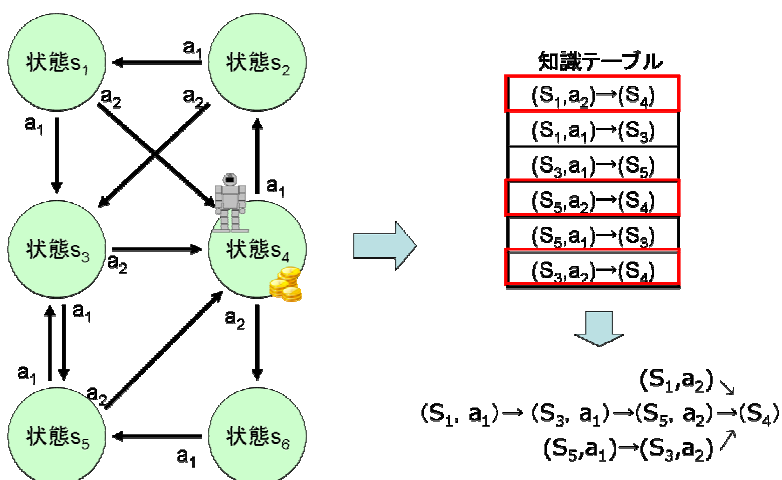 状態s1
a1
状態s2
a2
a2
a1
a1
状態s3
a2
状態s4
a1
a2
a1
a2
状態s5
a1
状態s6
知識テーブル
(S1,a2)→(S4)
(S1,a1)→(S3)
(S3,a1)→(S5)
(S5,a2)→(S4)
(S5,a1)→(S3)
(S3,a2)→(S4)
(S1,a2)↘
(S1, a1)→(S3, a1)→(S5, a2)→(S4)
(S5,a1)→(S3,a2)↗